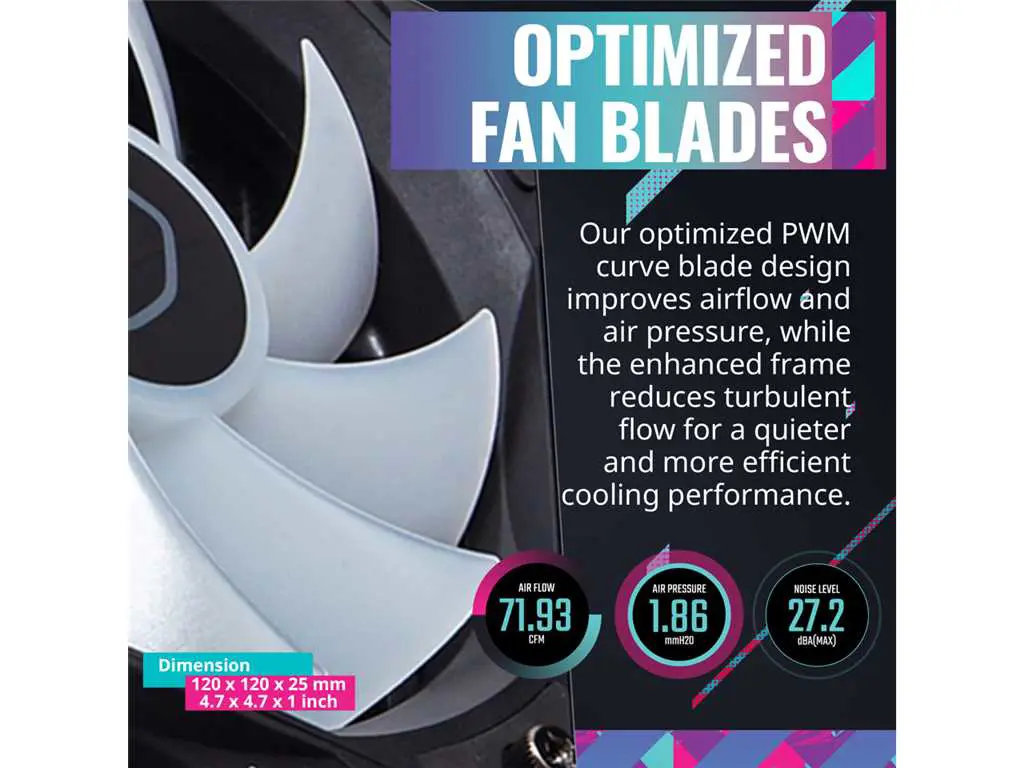 OPTIMIZED
FAN BLADES
Our optimized PWM
curve blade design
improves airflow and
air pressure, while
the enhanced frame
reduces turbulent
flow for a quieter
and more efficient
cooling performance.
AIR FLOW
71.93
CFM
AIR PRESSURE
1.86
mmH2O
NOISE LEVEL
27.2
dBA(MAX)
Dimension
120 x 120 x 25 mm
4.7 x 4.7 x 1 inch